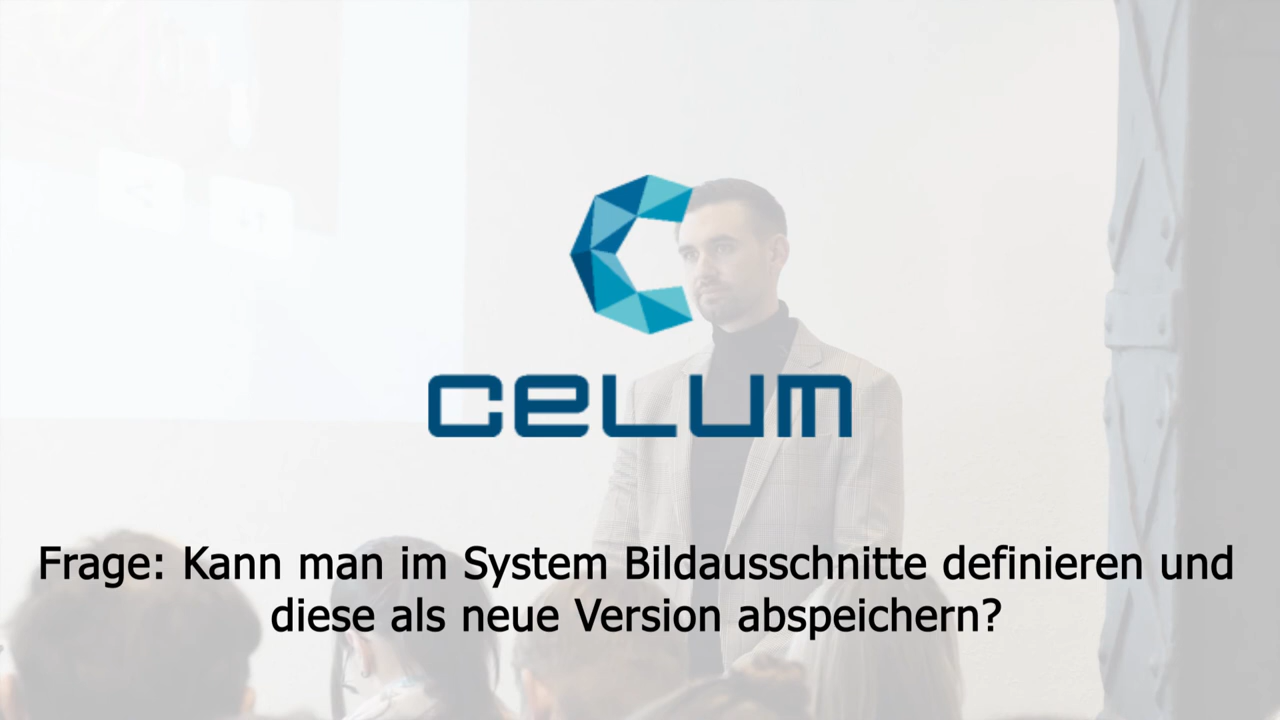 CELUM
Frage: Kann man im System Bildausschnitte definieren und
diese als neue Version abspeichern?